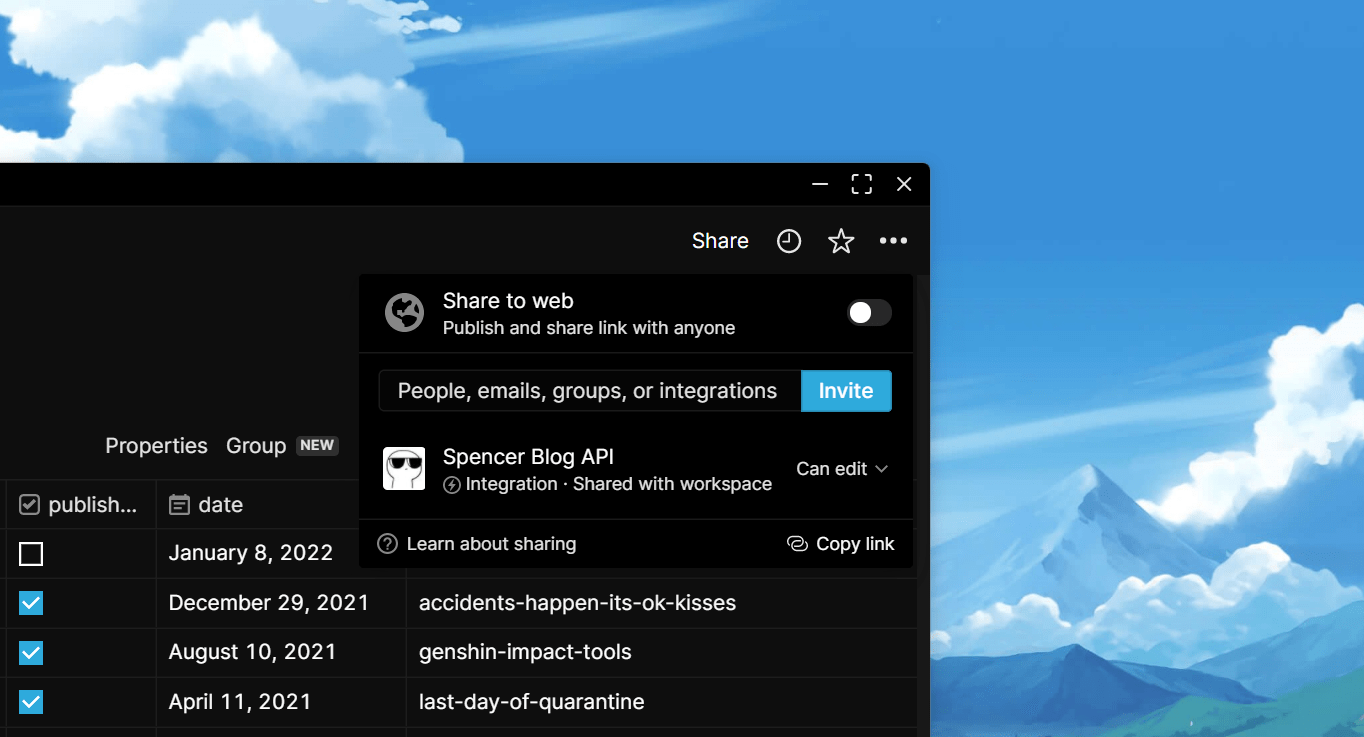 Share
Share to web
Publish and share link with anyone
People, emails, groups, or integrations Invite
Spencer Blog API
Integration · Shared with workspace
Can edit
Learn about sharing Copy link
Properties Group NEW
publish... date
January 8, 2022
December 29, 2021 accidents-happen-its-ok-kisses
August 10, 2021 genshin-impact-tools
April 11, 2021 last-day-of-quarantine